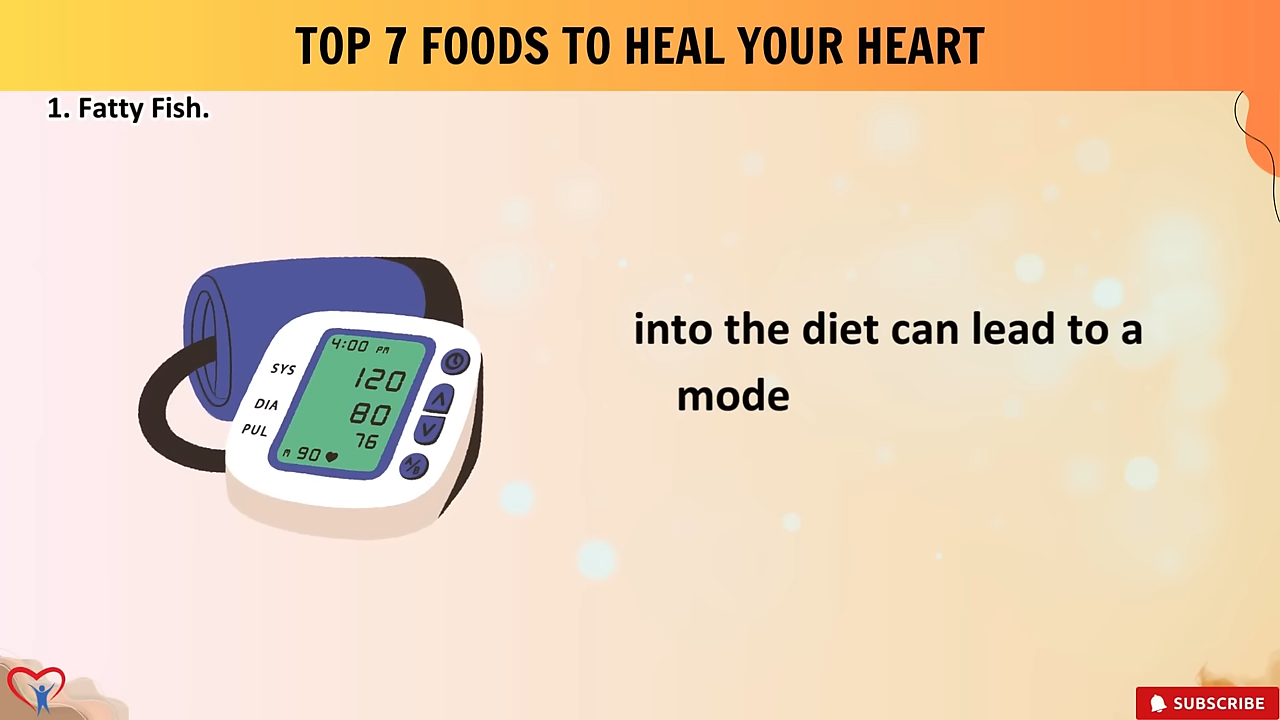 TOP 7 FOODS TO HEAL YOUR HEART
1. Fatty Fish.
4:00 PM
SYS
120
DIA
80
PUL
76
M 90
A/B
into the diet can lead to a
mode
SUBSCRIBE